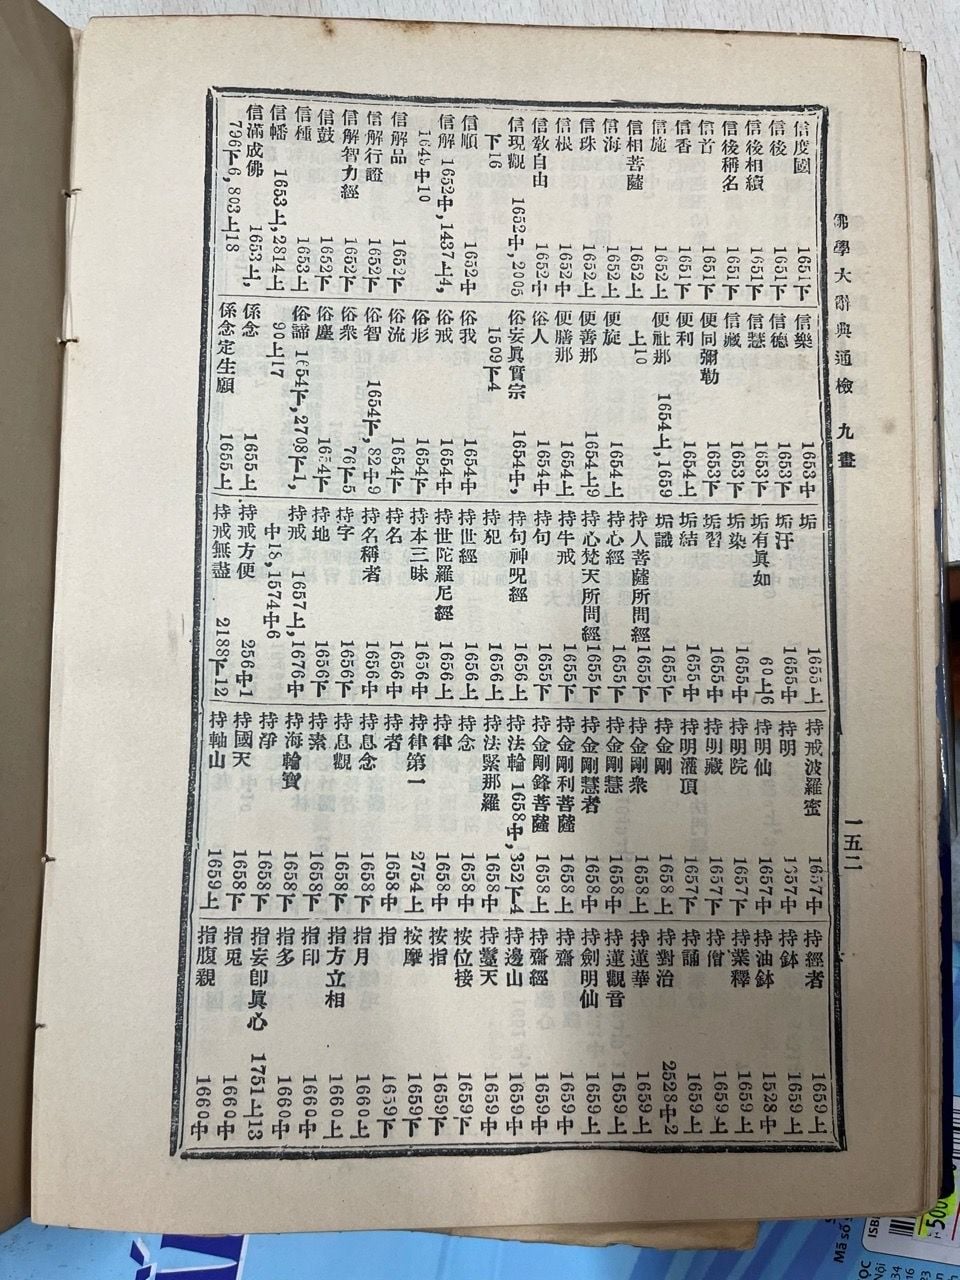 佛學大辭典通檢 九畫
一五二
信度國 1651下
信後 1651下
信後相續 1651下
信後稱名 1651下
信首 1651下
信香 1651下
信施 1652上
信相菩薩 1652上
信海 1652上
信珠 1652上
信根 1652中
信教自由 1652中
信現觀 1652中, 2005
下16
信順 1652中
信解 1652中, 1437上4,
1648中10
信解品 1652下
信解行證 1652下
信解智力經 1652下
信鼓 1652下
信種 1653上
信幡 1653上, 2814上
信滿成佛 1653上,
796下6, 803上18
信樂 1653中
信德 1653下
信慧 1653下
信藏 1653下
便同彌勒 1653下
便利 1654上
便社那 1654上, 1659
上10
便旋 1654上
便善那 1654上9
便膳那 1654上
俗人 1654中
俗妄眞實宗 1654中,
1509下4
俗我 1654中
俗戒 1654中
俗形 1654下
俗流 1654下
俗智 1654下, 82中9
俗衆 76下5
俗塵 1654下
俗諦 1654下, 2708下1,
90上17
係念 1655上
係念定生願 1655上
垢 1655上
垢汙 1655中
垢有眞如 60上6
垢染 1655中
垢習 1655中
垢結 1655中
垢識 1655下
持人菩薩所問經 1655下
持心經 1655下
持心梵天所問經 1655下
持牛戒 1655下
持句 1655下
持句神呪經 1656上
持犯 1656上
持世經 1656上
持世陀羅尼經 1656上
持本三昧 1656中
持名 1656中
持名稱者 1656中
持字 1656下
持地 1656下
持戒 1657上, 1676中
中18, 1574中6
持戒方便 256中1
持戒無盡 2188下12
持戒波羅蜜 1657中
持明 1657中
持明仙 1657中
持明院 1657下
持明藏 1657下
持明灌頂 1657下
持金剛 1658上
持金剛衆 1658上
持金剛慧 1658中
持金剛慧者 1658中
持金剛利菩薩 1658上
持金剛鋒菩薩 1658上
持法輪 1658中, 352下4
持法緊那羅 1658中
持念 1658中
持律 1658中
持律第一 2754上
持者 1658中
持息念 1658下
持息觀 1658下
持素 1658下
持海輪寶 1658下
持淨 1658下
持國天 1658下
持軸山 1659上
持經者 1659上
持鉢 1659上
持油鉢 1528中
持業釋 1659上
持僧 1659上
持誦 1659上
持對治 2528中2
持蓮華 1659上
持蓮觀音 1659上
持劍明仙 1659上
持齋 1659中
持齋經 1659中
持邊山 1659中
持鬘天 1659中
按位接 1659下
按指 1659下
按摩 1659下
指 1659下
指月 1660上
指方立相 1660上
指印 1660中
指多 1660中
指妄卽眞心 1751上13
指兎 1660中
指腹親 1660中
500
Mã số
ISB